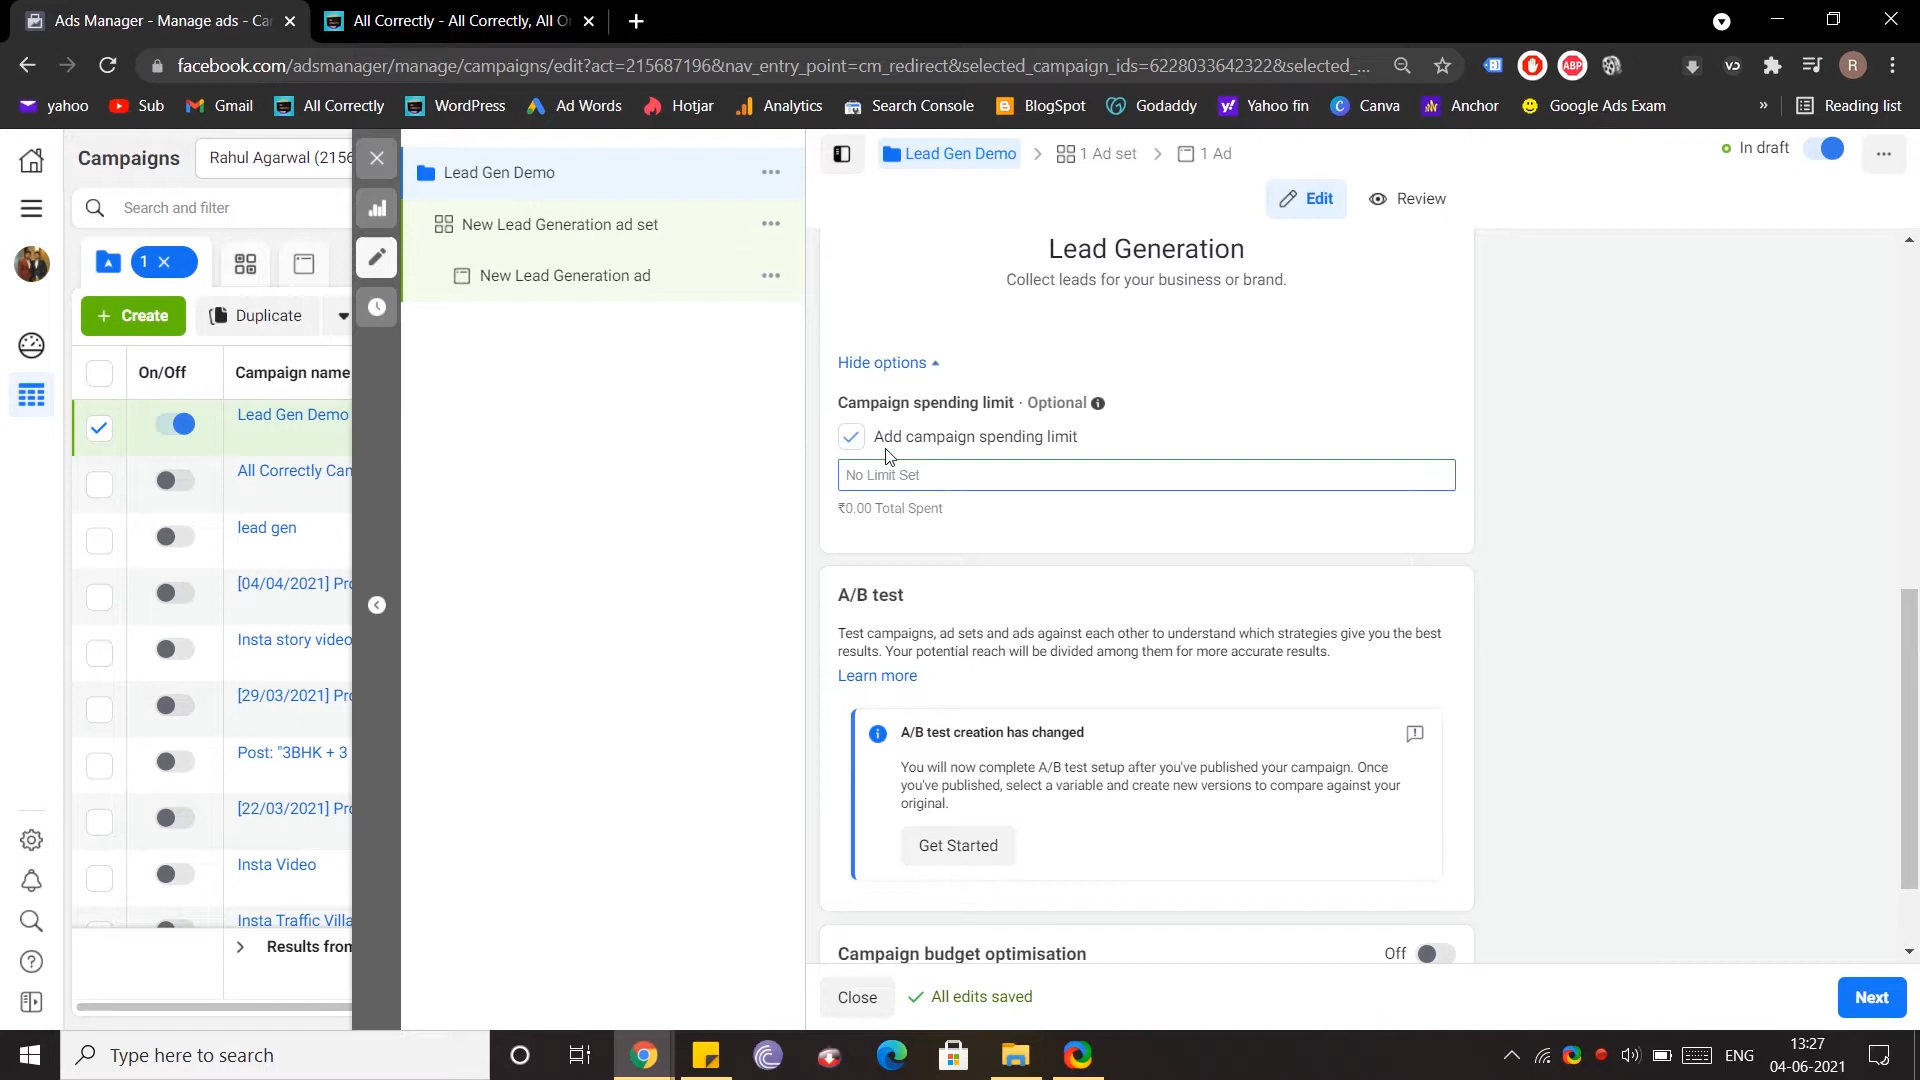 Ads Manager - Manage ads - Ca
All Correctly - All Correctly, All O
facebook.com/adsmanager/manage/campaigns/edit?act=215687196&nav_entry_point=cm_redirect&selected_campaign_ids=6228033642322&selected_...
ABP
R
yahoo
Sub
Gmail
All Correctly
WordPress
Ad Words
Hotjar
Analytics
Search Console
BlogSpot
Godaddy
Yahoo fin
Canva
Anchor
Google Ads Exam
»
Reading list
Campaigns
Rahul Agarwal (2156
Search and filter
1
+ Create
Duplicate
On/Off
Campaign name
Lead Gen Demo
All Correctly Can
lead gen
[04/04/2021] Pro
Insta story video
[29/03/2021] Pro
Post: "3BHK + 3
[22/03/2021] Pro
Insta Video
Insta Traffic Villa
Results from
Lead Gen Demo
New Lead Generation ad set
New Lead Generation ad
Lead Gen Demo
1 Ad set
1 Ad
In draft
Edit
Review
Lead Generation
Collect leads for your business or brand.
Hide options
Campaign spending limit · Optional
Add campaign spending limit
No Limit Set
₹0.00 Total Spent
A/B test
Test campaigns, ad sets and ads against each other to understand which strategies give you the best
results. Your potential reach will be divided among them for more accurate results.
Learn more
A/B test creation has changed
You will now complete A/B test setup after you've published your campaign. Once
you've published, select a variable and create new versions to compare against your
original.
Get Started
Campaign budget optimisation
Off
Close
All edits saved
Next
Type here to search
ENG
13:27
04-06-2021